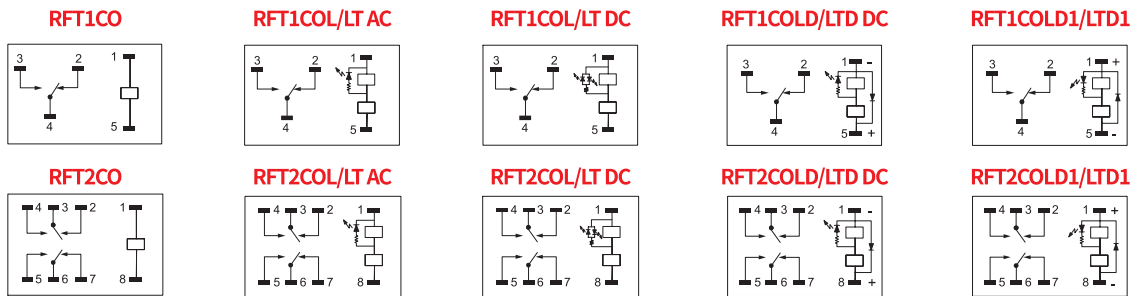 RFT1CO RFT1COL/LT AC RFT1COL/LT DC RFT1COLD/LTD DC RFT1COLD1/LTD1
3 2 1 3 2 1 3 2 1 3 2 1 - 3 2 1 +
4 5 4 5 4 5 4 5 + 4 5 -
RFT2CO RFT2COL/LT AC RFT2COL/LT DC RFT2COLD/LTD DC RFT2COLD1/LTD1
4 3 2 1 4 3 2 1 4 3 2 1 4 3 2 1 - 4 3 2 1 +
5 6 7 8 5 6 7 8 5 6 7 8 5 6 7 8 + 5 6 7 8 -